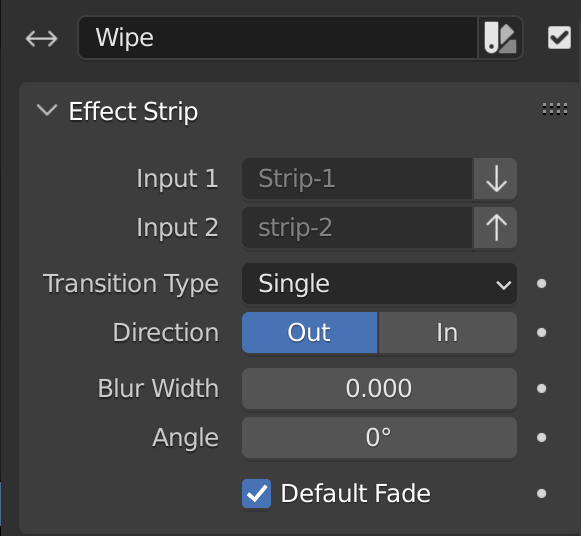 Wipe
Effect Strip
Input 1 Strip-1
Input 2 strip-2
Transition Type Single
Direction Out In
Blur Width 0.000
Angle 0°
Default Fade